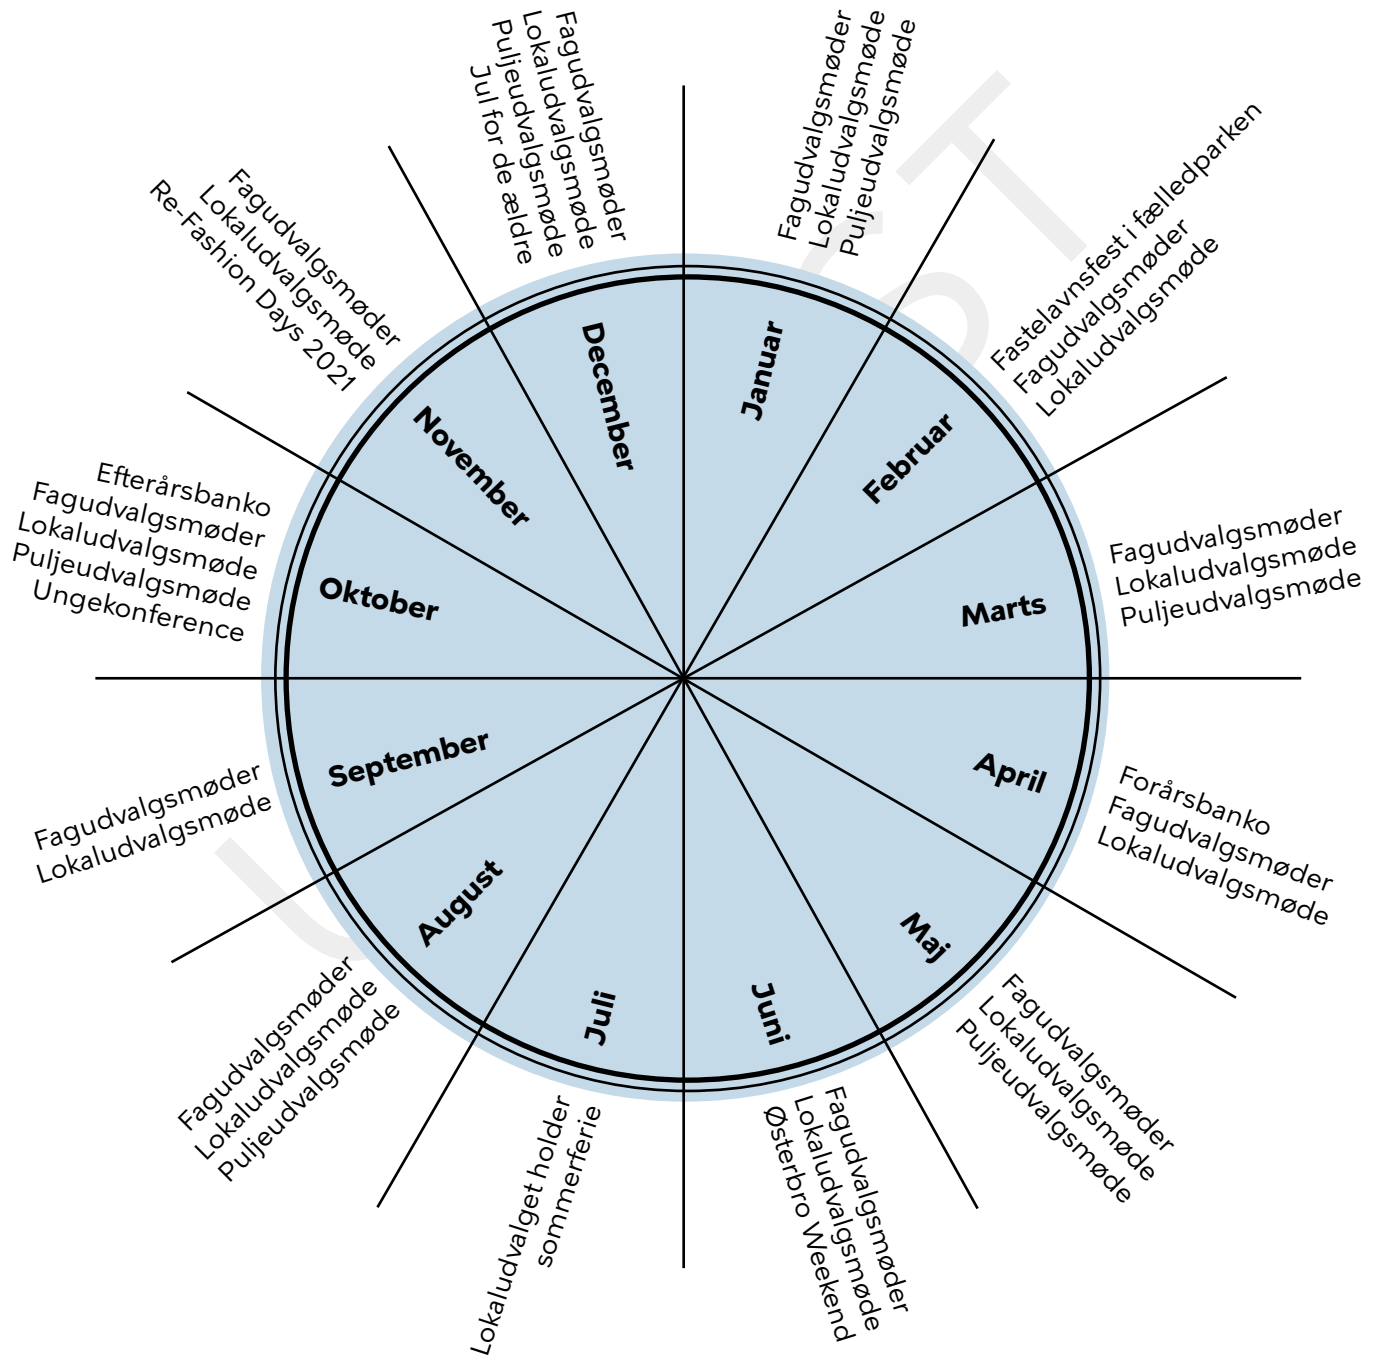 Januar
Fagudvalgsmøder
Lokaludvalgsmøde
Puljeudvalgsmøde
Februar
Fastelavnsfest i fælledparken
Fagudvalgsmøder
Lokaludvalgsmøde
Marts
Fagudvalgsmøder
Lokaludvalgsmøde
Puljeudvalgsmøde
April
Forårsbanko
Fagudvalgsmøder
Lokaludvalgsmøde
Maj
Fagudvalgsmøder
Lokaludvalgsmøde
Puljeudvalgsmøde
Juni
Fagudvalgsmøder
Lokaludvalgsmøde
Østerbro Weekend
Juli
Lokaludvalget holder
sommerferie
August
Fagudvalgsmøder
Lokaludvalgsmøde
Puljeudvalgsmøde
September
Fagudvalgsmøder
Lokaludvalgsmøde
Oktober
Efterårsbanko
Fagudvalgsmøder
Lokaludvalgsmøde
Puljeudvalgsmøde
Ungekonference
November
Fagudvalgsmøder
Lokaludvalgsmøde
Re-Fashion Days 2021
December
Fagudvalgsmøder
Lokaludvalgsmøde
Puljeudvalgsmøde
Jul for de ældre